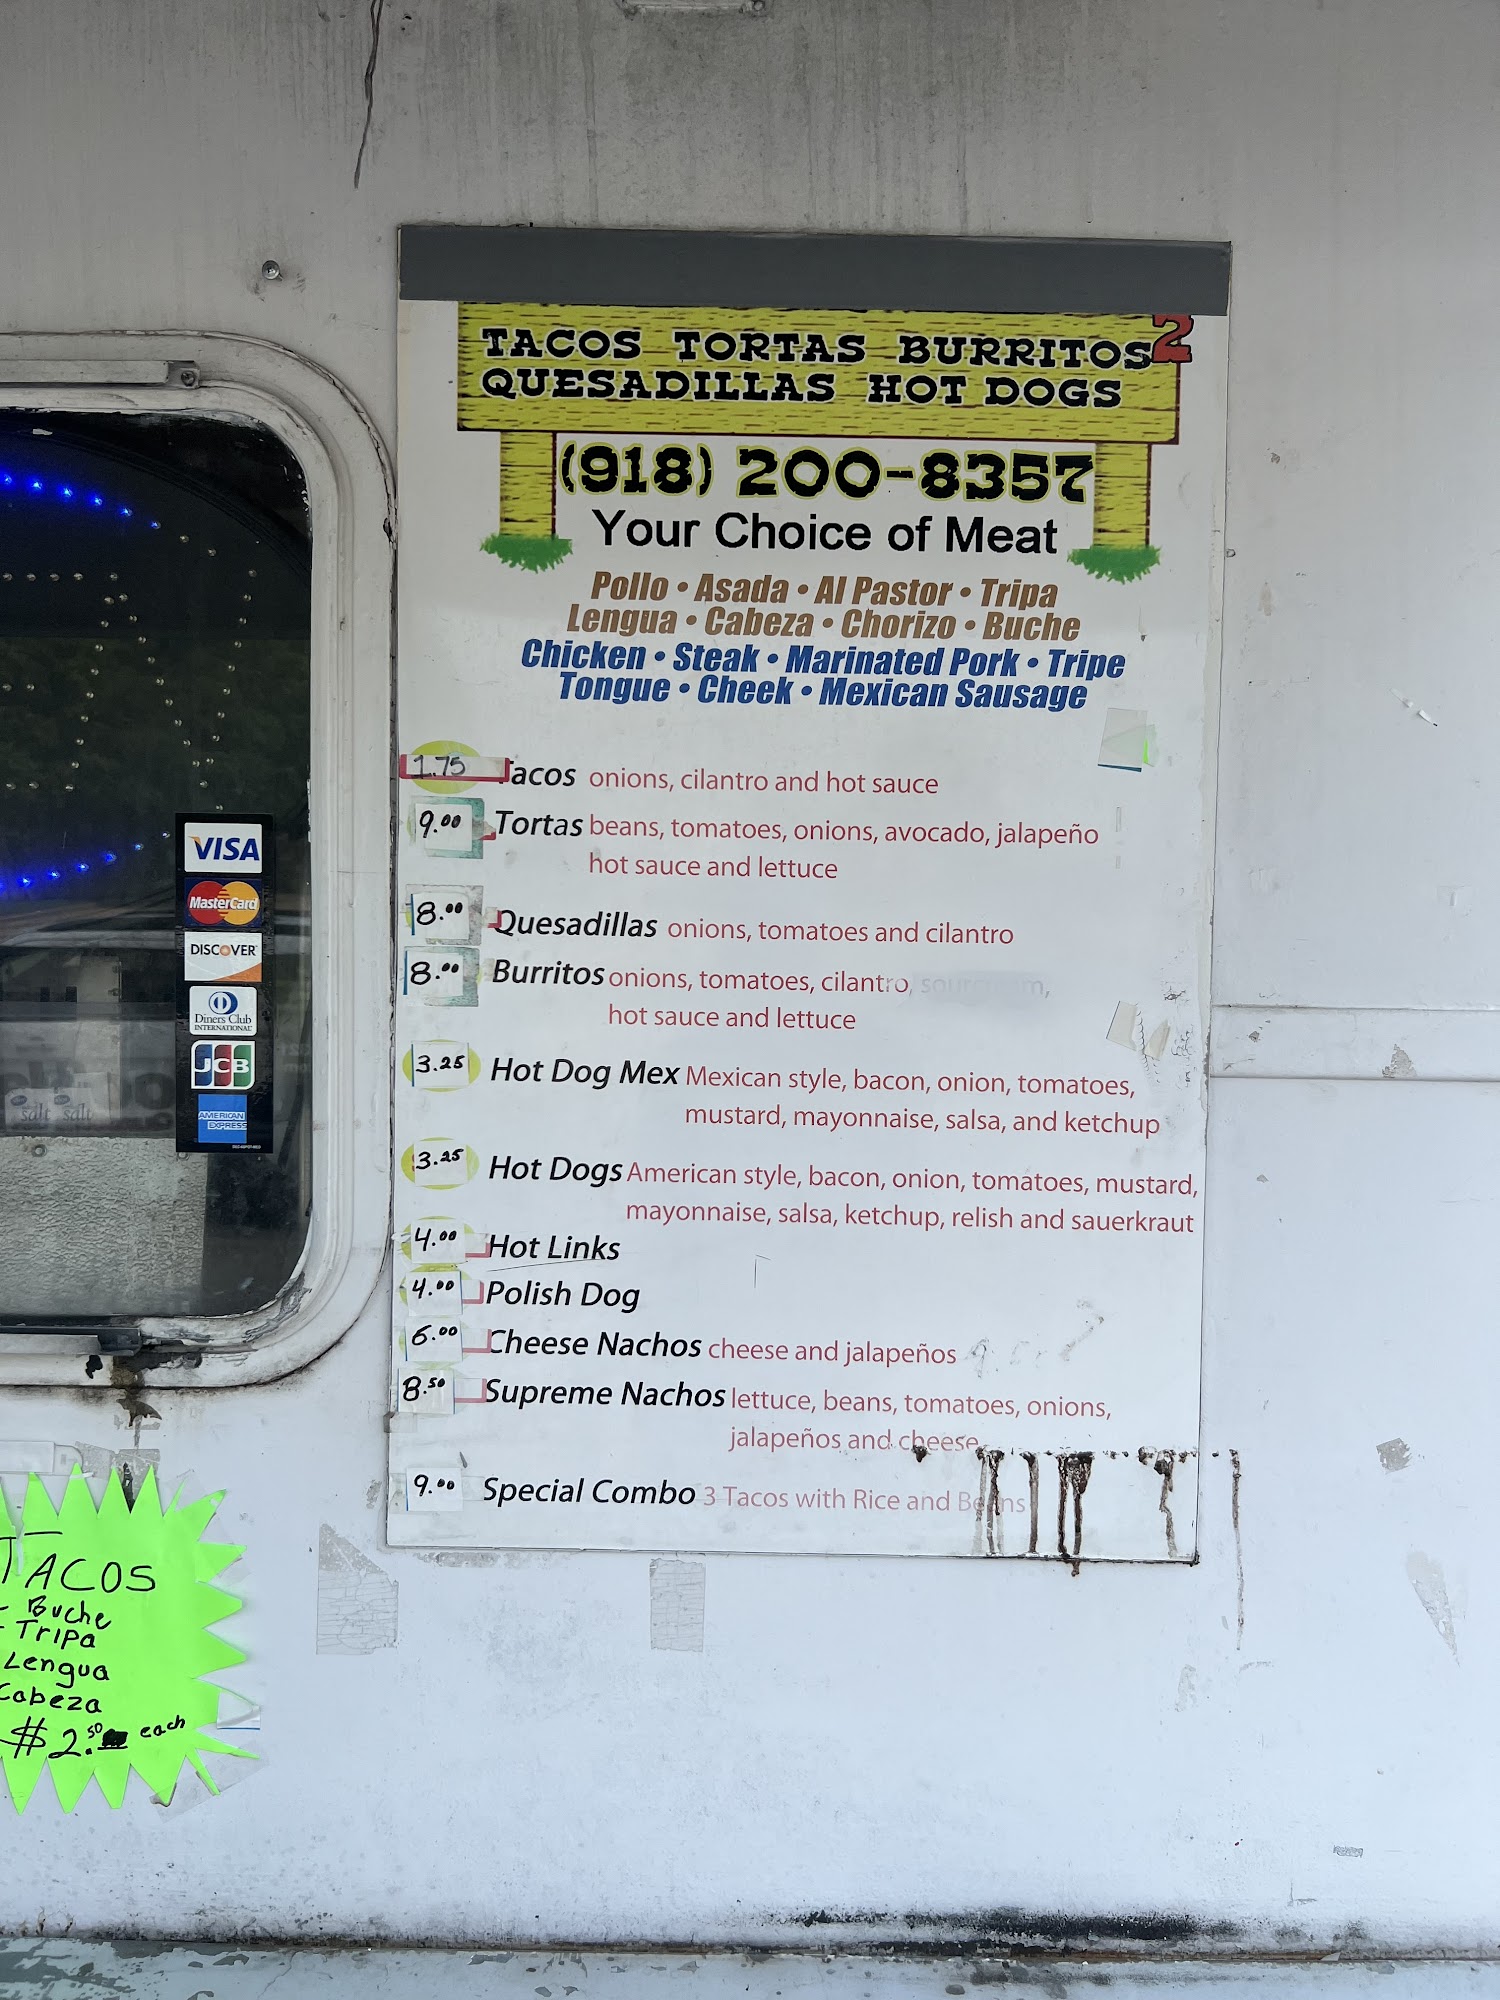 TACOS TORTAS BURRITOS 2
QUESADILLAS HOT DOGS
(918) 200-8357
Your Choice of Meat
Pollo • Asada • Al Pastor • Tripa
Lengua • Cabeza • Chorizo • Buche
Chicken • Steak • Marinated Pork • Tripe
Tongue • Cheek • Mexican Sausage
1.75 Tacos onions, cilantro and hot sauce
9.00 Tortas beans, tomatoes, onions, avocado, jalapeño
hot sauce and lettuce
8.00 Quesadillas onions, tomatoes and cilantro
8.00 Burritos onions, tomatoes, cilantro, sourcream,
hot sauce and lettuce
3.25 Hot Dog Mex Mexican style, bacon, onion, tomatoes,
mustard, mayonnaise, salsa, and ketchup
3.25 Hot Dogs American style, bacon, onion, tomatoes, mustard,
mayonnaise, salsa, ketchup, relish and sauerkraut
4.00 Hot Links
4.00 Polish Dog
6.00 Cheese Nachos cheese and jalapeños
8.50 Supreme Nachos lettuce, beans, tomatoes, onions,
jalapeños and cheese
9.00 Special Combo 3 Tacos with Rice and Beans
VISA
MasterCard
DISCOVER
Diners Club
INTERNATIONAL
JCB
AMERICAN
EXPRESS
salt salt
TACOS
- Buche
- Tripa
Lengua
Cabeza
$2.50 each